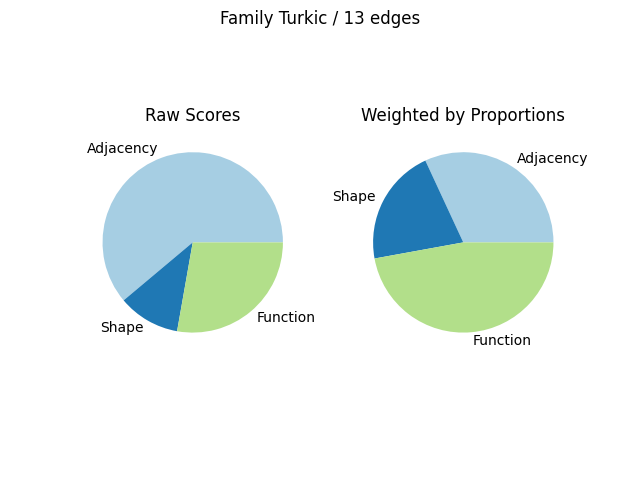 Family Turkic / 13 edges
Raw Scores
Adjacency
Shape
Function
Weighted by Proportions
Adjacency
Shape
Function